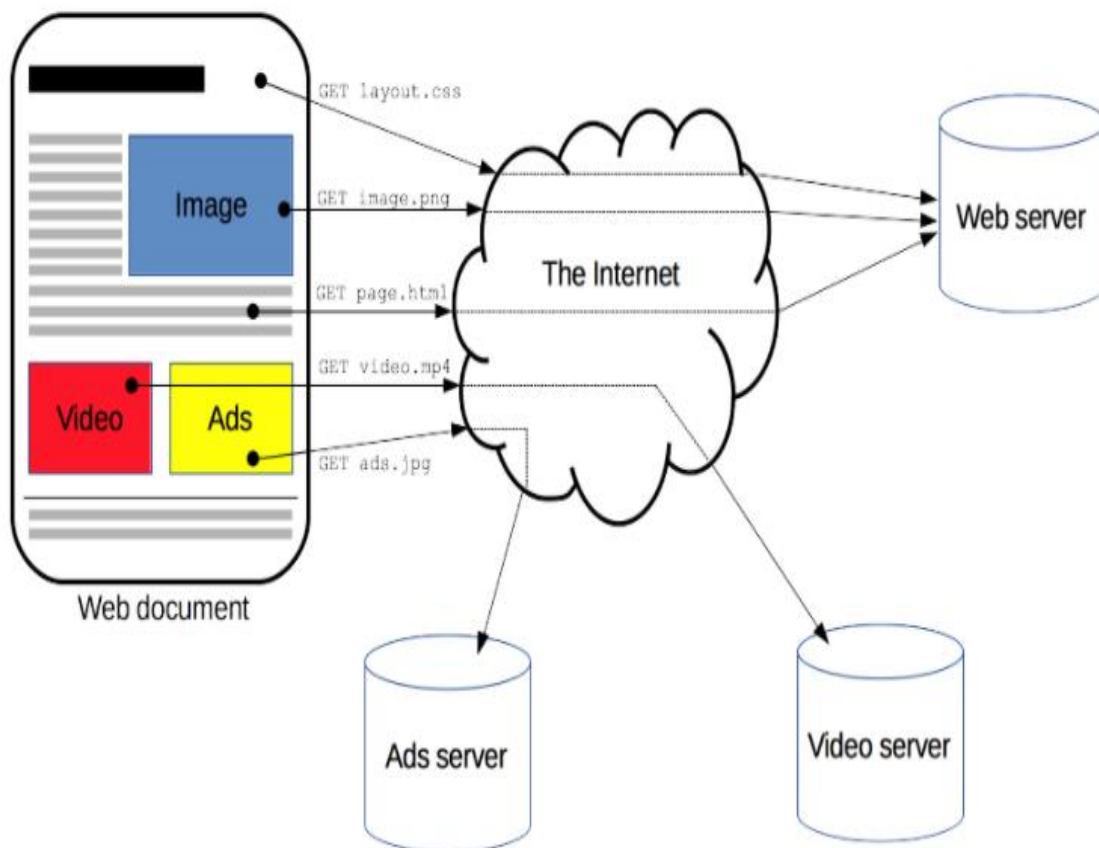 GET layout.css
Image
GET image.png
Web server
The Internet
GET page.html
GET video.mp4
Video
Ads
GET ads.jpg
Web document
Ads server
Video server